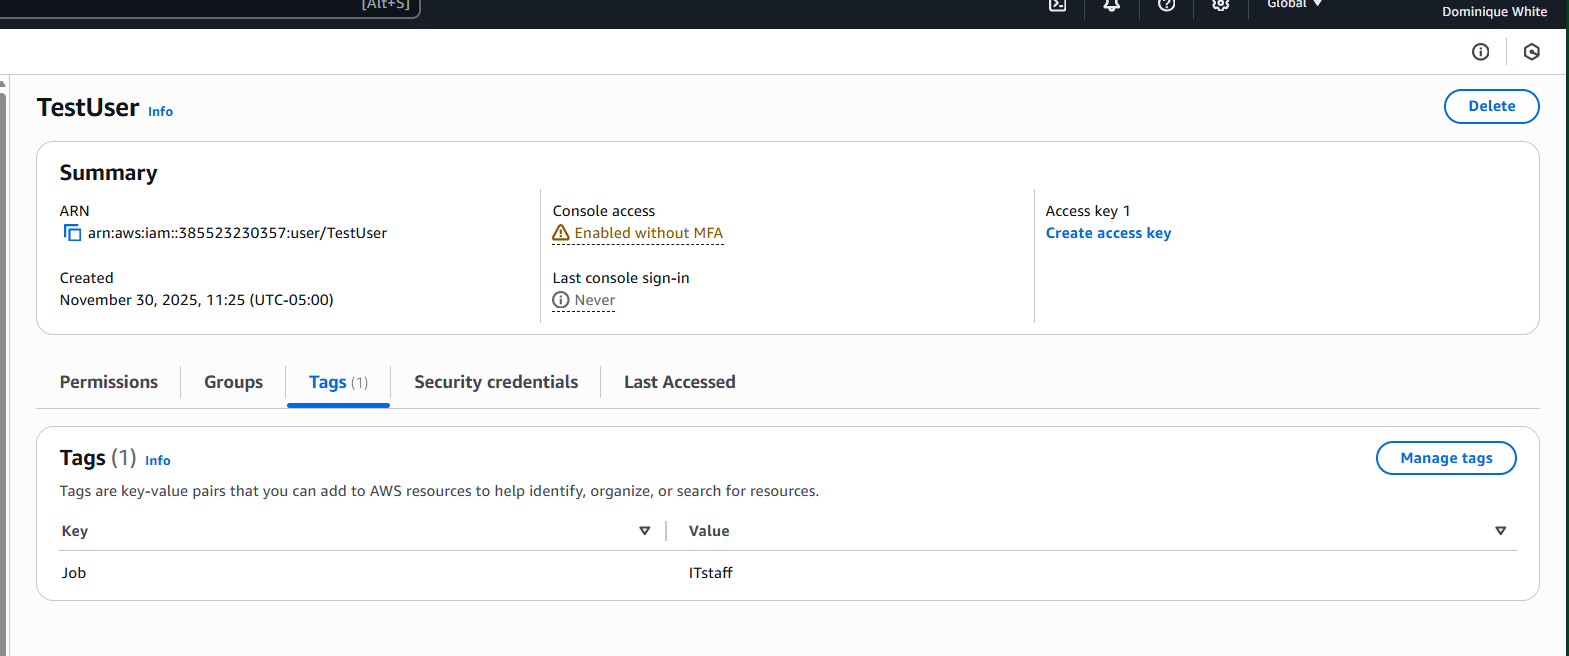 [Alt+S]
Global
Dominique White
TestUser Info
Delete
Summary
ARN
arn:aws:iam::385523230357:user/TestUser
Created
November 30, 2025, 11:25 (UTC-05:00)
Console access
Enabled without MFA
Last console sign-in
Never
Access key 1
Create access key
Permissions
Groups
Tags (1)
Security credentials
Last Accessed
Tags (1) Info
Manage tags
Tags are key-value pairs that you can add to AWS resources to help identify, organize, or search for resources.
Key
Value
Job
ITstaff